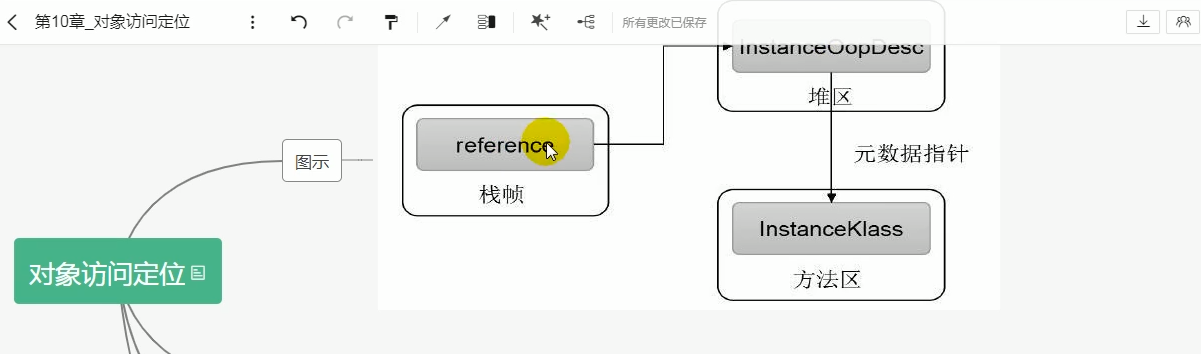 第10章_对象访问定位
所有更改已保存
InstanceOopDesc
堆区
reference
栈帧
元数据指针
图示
InstanceKlass
方法区
对象访问定位